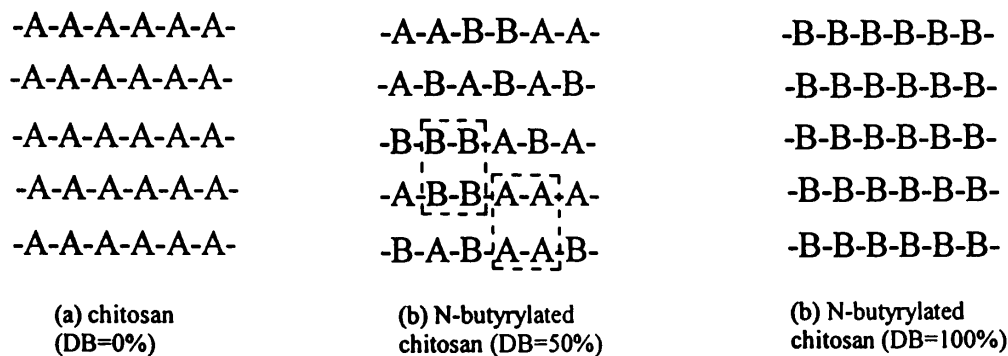 -A-A-A-A-A-A-
-A-A-A-A-A-A-
-A-A-A-A-A-A-
-A-A-A-A-A-A-
-A-A-A-A-A-A-
(a) chitosan
(DB=0%)
-A-A-B-B-A-A-
-A-B-A-B-A-B-
-B-B-B-A-B-A-
-A-B-B-A-A-A-
-B-A-B-A-A-B-
(b) N-butyrylated
chitosan (DB=50%)
-B-B-B-B-B-B-
-B-B-B-B-B-B-
-B-B-B-B-B-B-
-B-B-B-B-B-B-
-B-B-B-B-B-B-
(b) N-butyrylated
chitosan (DB=100%)